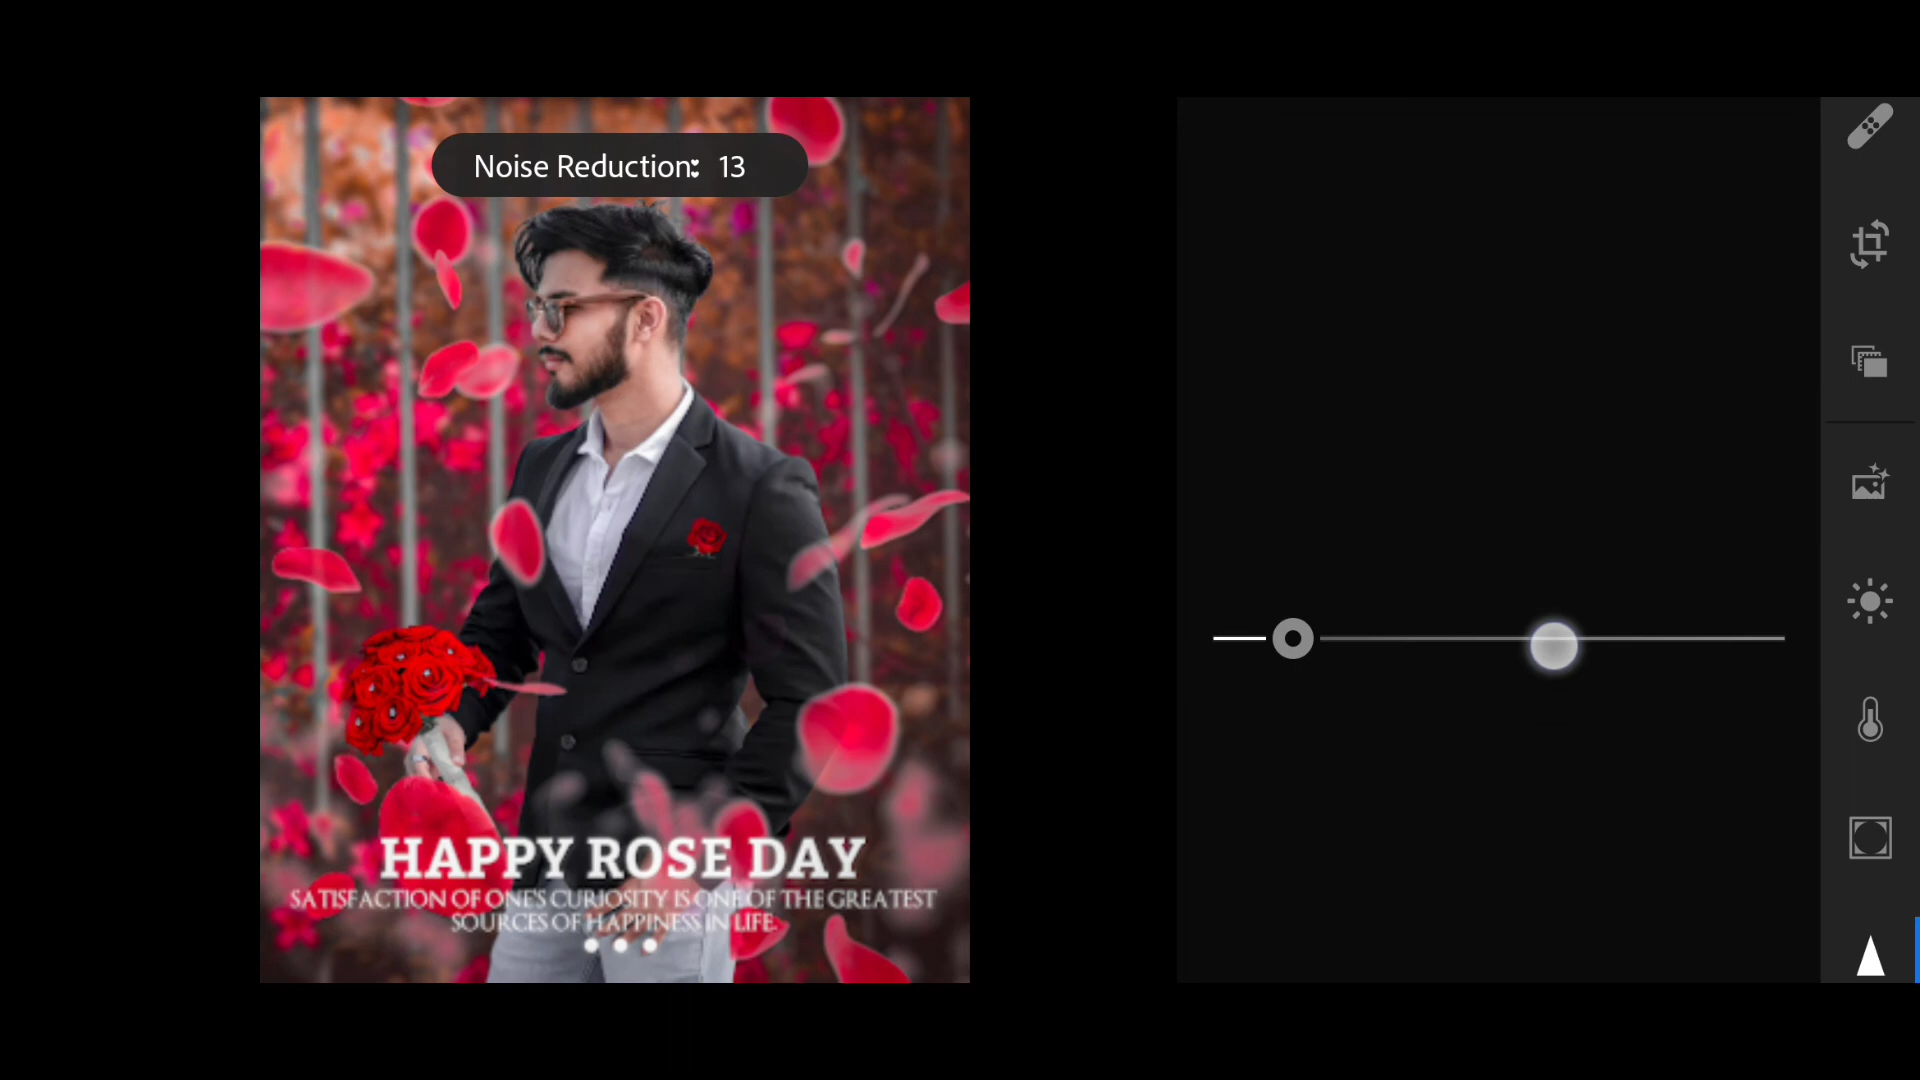 Noise Reduction: 13
HAPPY ROSE DAY
SATISFACTION OF ONE'S CURIOSITY IS ONE OF THE GREATEST
SOURCES OF HAPPINESS IN LIFE.